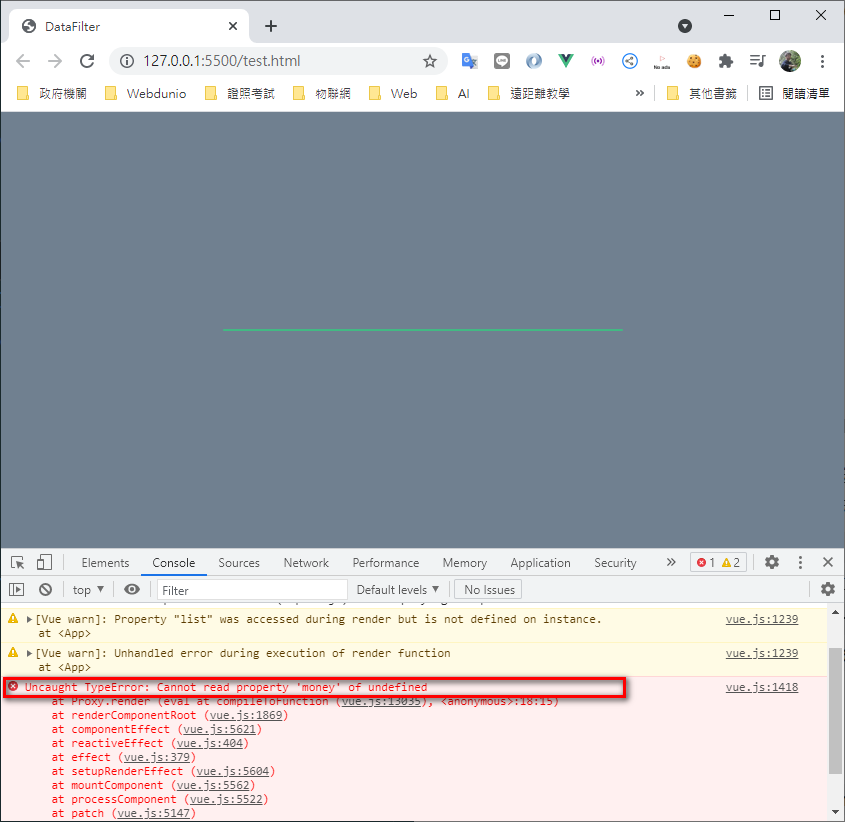 DataFilter
127.0.0.1:5500/test.html
No ads
政府機關 Webdunio 證照考試 物聯網 Web AI 遠距離教學 » 其他書籤 閱讀清單
Elements Console Sources Network Performance Memory Application Security » 1 2
top ▼ Filter Default levels ▼ No Issues
[Vue warn]: Property "list" was accessed during render but is not defined on instance. vue.js:1239
at <App>
[Vue warn]: Unhandled error during execution of render function vue.js:1239
at <App>
Uncaught TypeError: Cannot read property 'money' of undefined vue.js:1418
at Proxy.render (eval at compileToFunction (vue.js:13035), <anonymous>:18:15)
at renderComponentRoot (vue.js:1869)
at componentEffect (vue.js:5621)
at reactiveEffect (vue.js:404)
at effect (vue.js:379)
at setupRenderEffect (vue.js:5604)
at mountComponent (vue.js:5562)
at processComponent (vue.js:5522)
at patch (vue.js:5147)